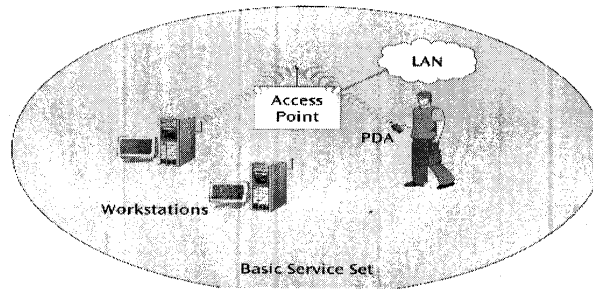 LAN
Access
Point
PDA
Workstations
Basic Service Set